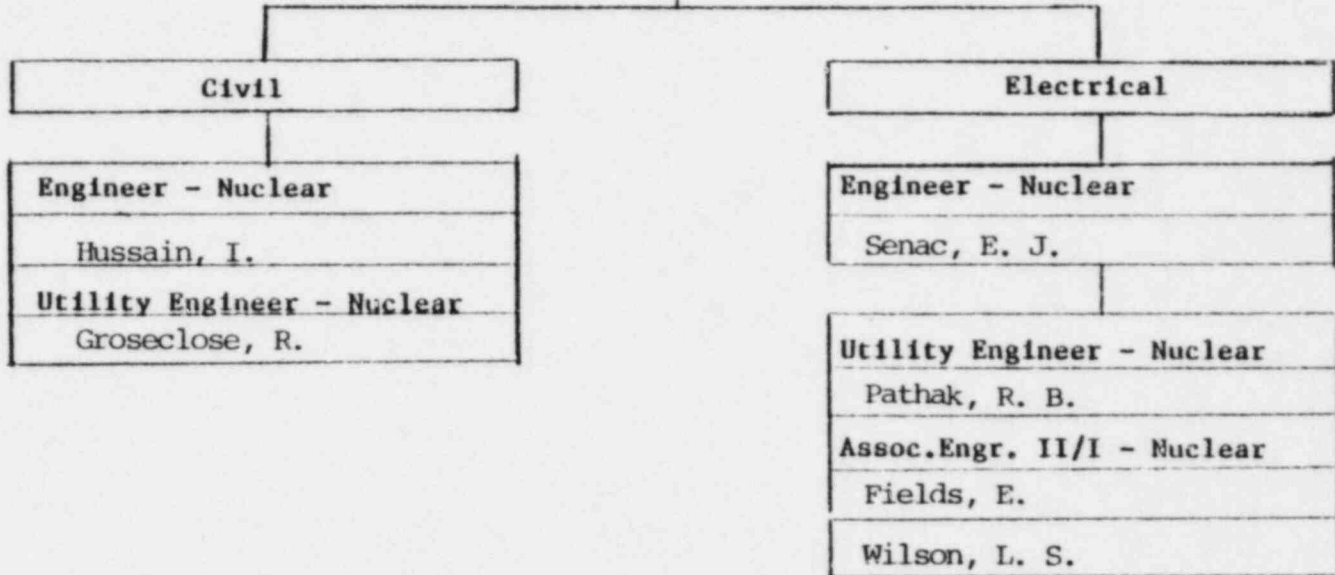 Civil
Engineer - Nuclear
Hussain, I.
Utility Engineer - Nuclear
Groseclose, R.
Electrical
Engineer - Nuclear
Senac, E. J.
Utility Engineer - Nuclear
Pathak, R. B.
Assoc.Engr. II/I - Nuclear
Fields, E.
Wilson, L. S.